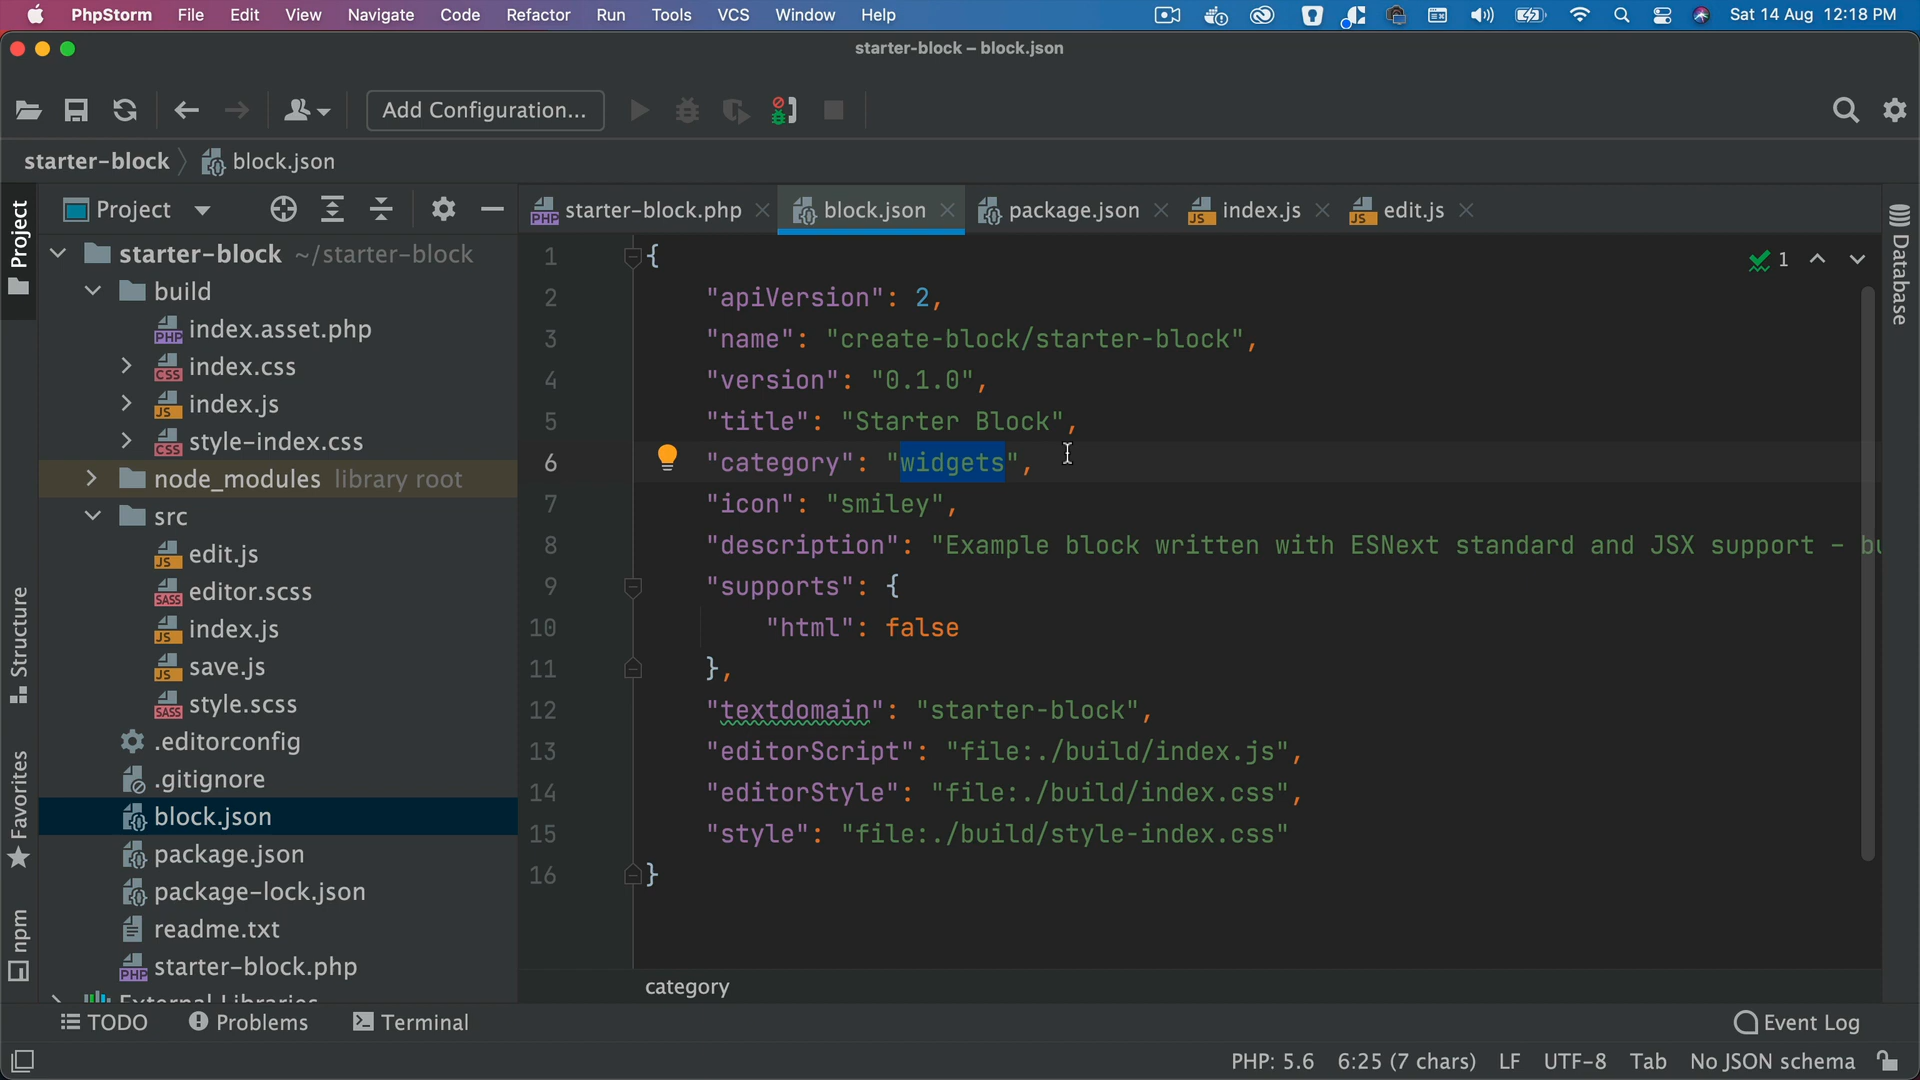 PhpStorm File Edit View Navigate Code Refactor Run Tools VCS Window Help Sat 14 Aug 12:18 PM
starter-block – block.json
Add Configuration...
starter-block block.json
Project
Project
starter-block ~/starter-block
build
index.asset.php
index.css
index.js
style-index.css
node_modules library root
src
edit.js
editor.scss
index.js
save.js
style.scss
.editorconfig
.gitignore
block.json
package.json
package-lock.json
readme.txt
starter-block.php
External Libraries
Structure
Favorites
npm
starter-block.php block.json package.json index.js edit.js
1 {
2 "apiVersion": 2,
3 "name": "create-block/starter-block",
4 "version": "0.1.0",
5 "title": "Starter Block",
6 "category": "widgets",
7 "icon": "smiley",
8 "description": "Example block written with ESNext standard and JSX support – bu
9 "supports": {
10 "html": false
11 },
12 "textdomain": "starter-block",
13 "editorScript": "file:./build/index.js",
14 "editorStyle": "file:./build/index.css",
15 "style": "file:./build/style-index.css"
16 }
1
Database
category
TODO Problems Terminal Event Log
PHP: 5.6 6:25 (7 chars) LF UTF-8 Tab No JSON schema